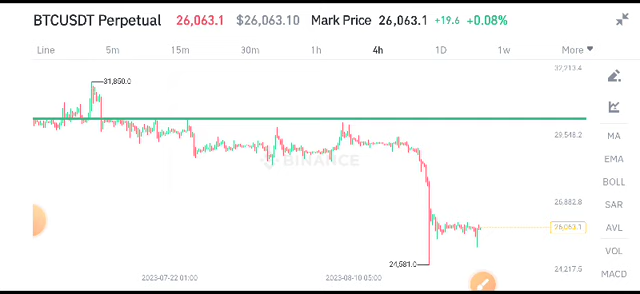 BTCUSDT Perpetual 26,063.1 $26,063.10 Mark Price 26,063.1 +19.6 +0.08%
Line 5m 15m 30m 1h 4h 1D 1w More
32,213.4
31,850.0
MA
29,548.2
EMA
BINANCE
BOLL
26,882.8
SAR
26,063.1
AVL
VOL
24,581.0
24,217.5
MACD
2023-07-22 01:00 2023-08-10 05:00